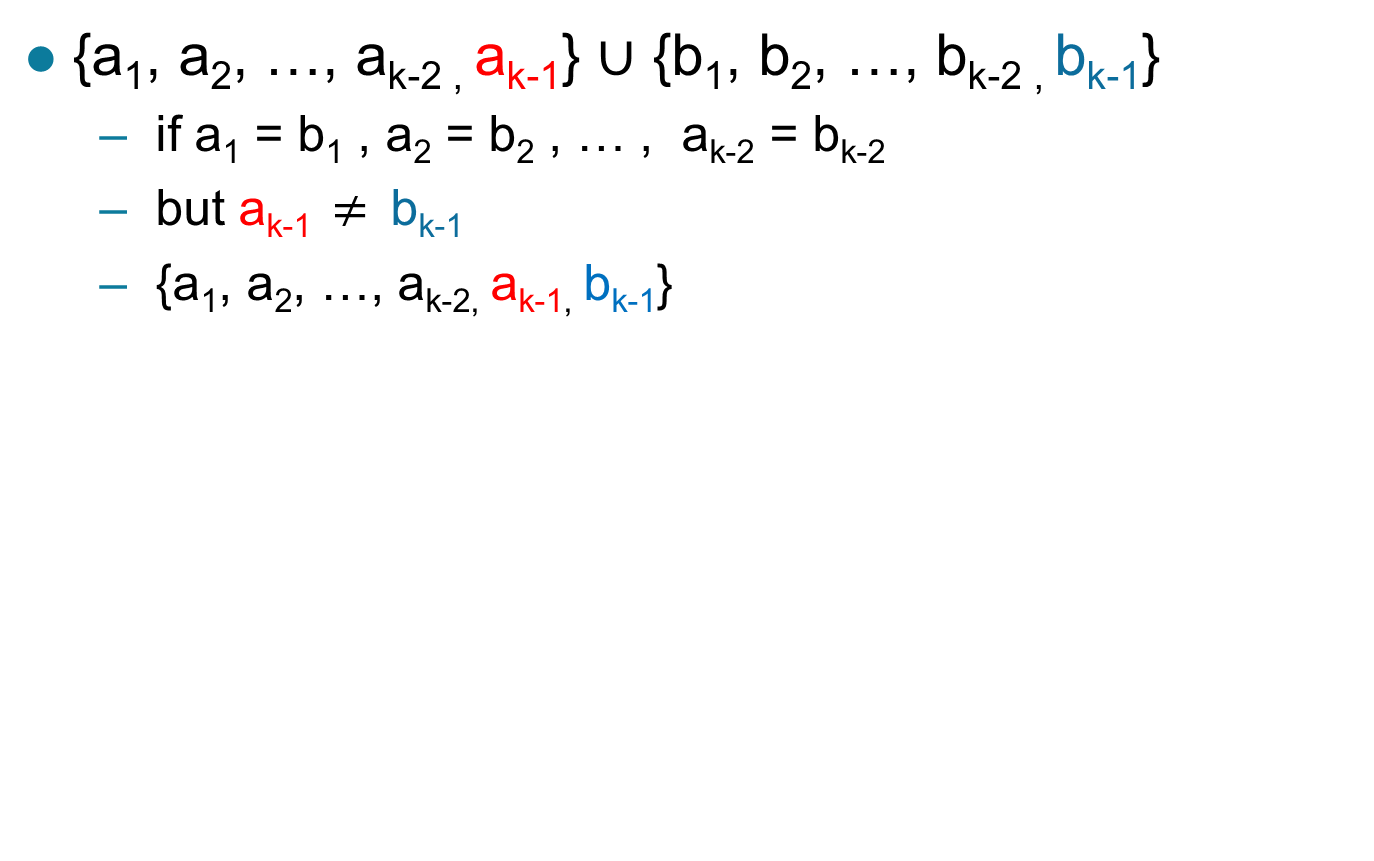 ● {a₁, a₂, …, aₖ₋₂ , aₖ₋₁} ∪ {b₁, b₂, …, bₖ₋₂ , bₖ₋₁}
– if a₁ = b₁ , a₂ = b₂ , … , aₖ₋₂ = bₖ₋₂
– but aₖ₋₁ ≠ bₖ₋₁
– {a₁, a₂, …, aₖ₋₂, aₖ₋₁, bₖ₋₁}